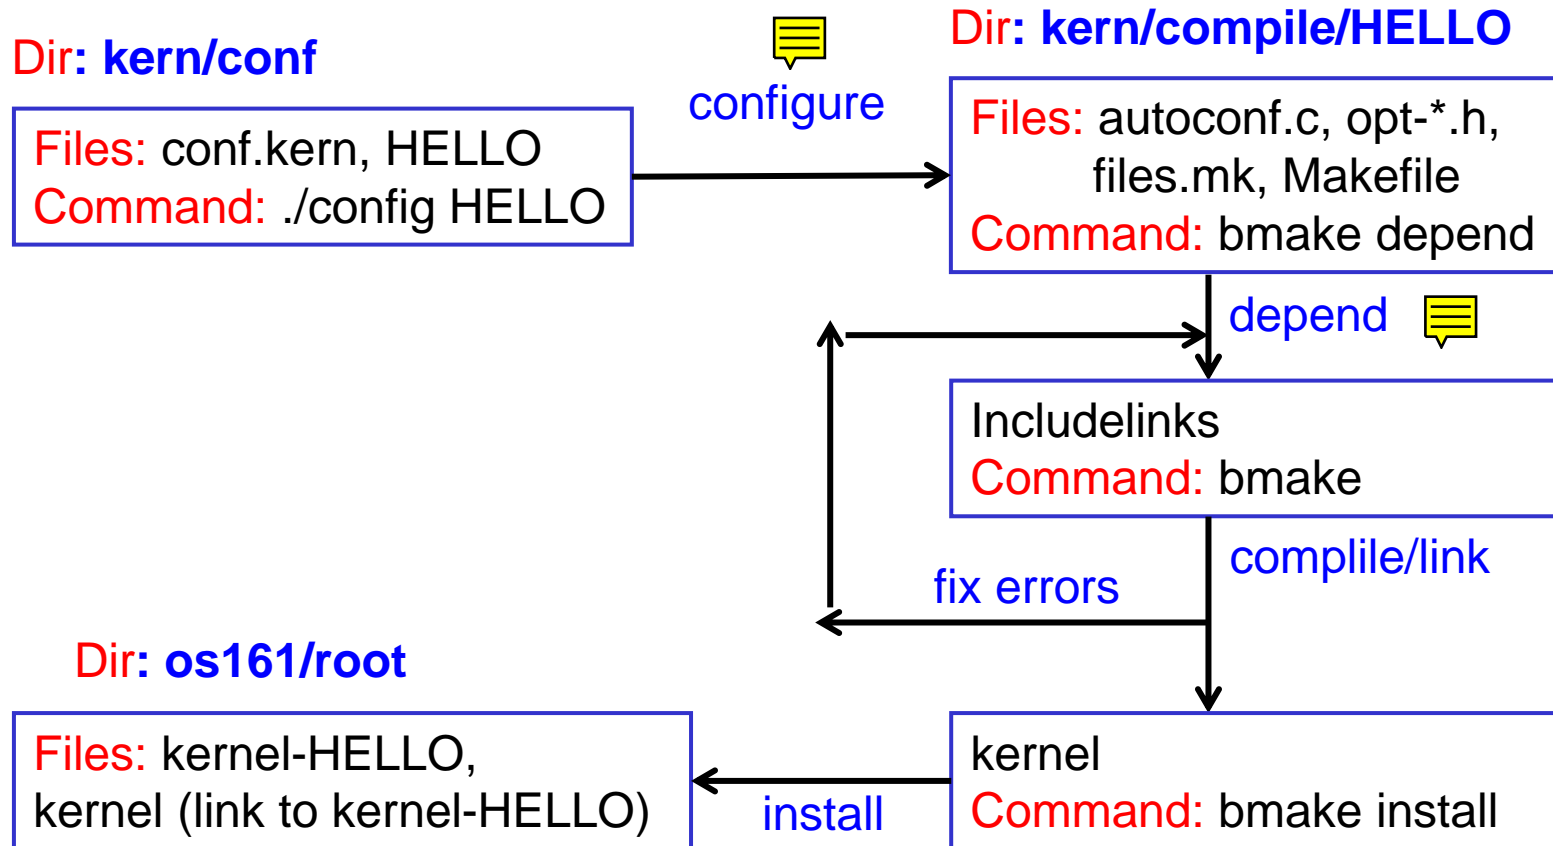 Dir: kern/conf
Files: conf.kern, HELLO
Command: ./config HELLO
configure
Dir: kern/compile/HELLO
Files: autoconf.c, opt-*.h,
files.mk, Makefile
Command: bmake depend
depend
Includelinks
Command: bmake
complile/link
fix errors
kernel
Command: bmake install
install
Dir: os161/root
Files: kernel-HELLO,
kernel (link to kernel-HELLO)